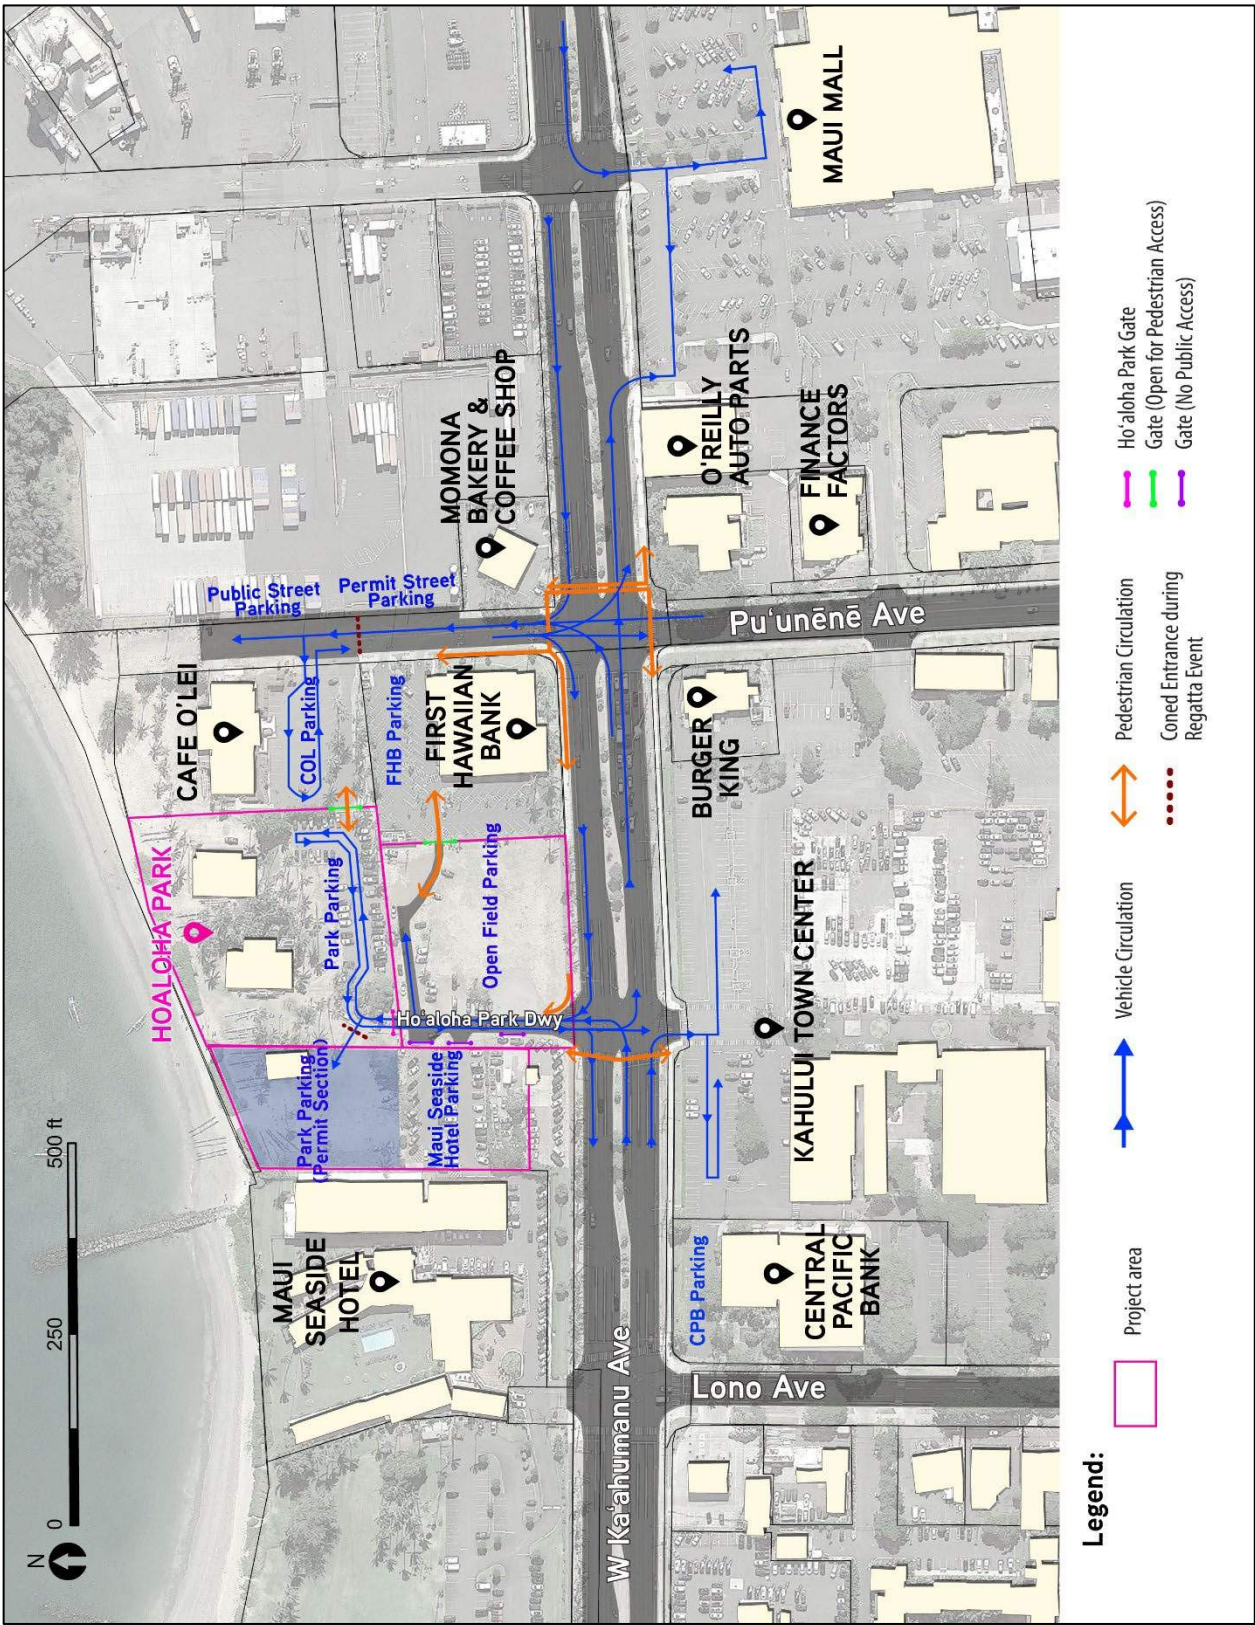 N
0
250
500 ft
MAUI
SEASIDE
HOTEL
HOALOHA PARK
CAFE O'LEI
Park Parking
(Permit Section)
Park Parking
COL Parking
Public Street
Parking
Permit Street
Parking
Maui Seaside
Hotel Parking
Open Field Parking
FHB Parking
FIRST
HAWAIIAN
BANK
MOMONA
BAKERY &
COFFEE SHOP
Ho'aloha Park Dwy
W Ka'ahumanu Ave
Lono Ave
CPB Parking
CENTRAL
PACIFIC
BANK
KAHULUI TOWN CENTER
BURGER
KING
Pu'unēnē Ave
O'REILLY
AUTO PARTS
FINANCE
FACTORS
MAUI MALL
Legend:
Project area
Vehicle Circulation
Pedestrian Circulation
Coned Entrance during
Regatta Event
Ho'aloha Park Gate
Gate (Open for Pedestrian Access)
Gate (No Public Access)